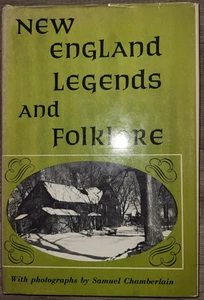 New
England
Legends
and
Folklore
With photographs by Samuel Chamberlain